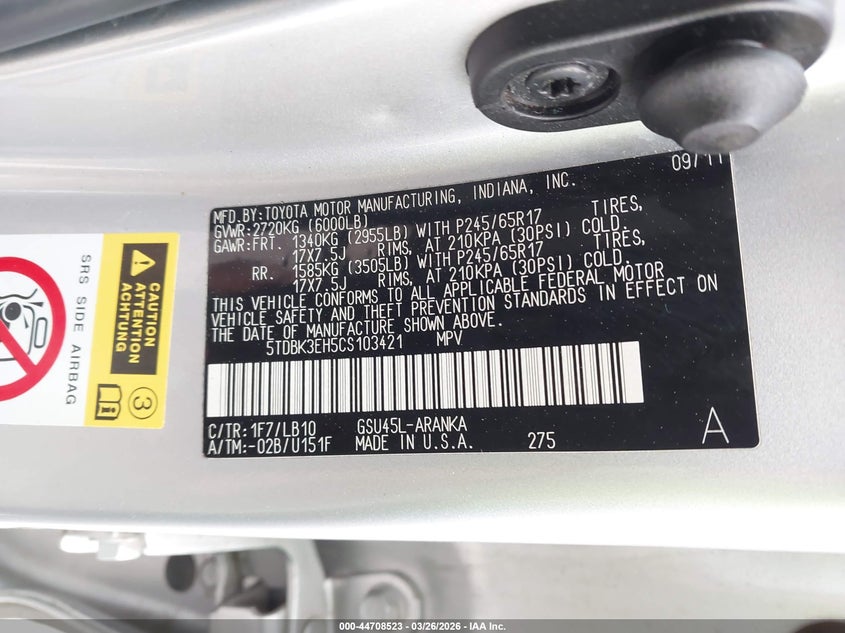 09/11
MFD.BY:TOYOTA MOTOR MANUFACTURING, INDIANA, INC.
GVWR:2720KG (6000LB)
GAWR:FRT. 1340KG (2955LB) WITH P245/65R17 TIRES,
17X7.5J RIMS, AT 210KPA (30PSI) COLD.
RR. 1585KG (3505LB) WITH P245/65R17 TIRES,
17X7.5J RIMS, AT 210KPA (30PSI) COLD.
THIS VEHICLE CONFORMS TO ALL APPLICABLE FEDERAL MOTOR
VEHICLE SAFETY AND THEFT PREVENTION STANDARDS IN EFFECT ON
THE DATE OF MANUFACTURE SHOWN ABOVE.
5TDBK3EH5CS103421 MPV
C/TR:1F7/LB10 GSU45L-ARANKA
A/TM:-02B/U151F MADE IN U.S.A. 275
A
SRS SIDE AIRBAG
CAUTION
ATTENTION
ACHTUNG
3
000-44708523 - 03/26/2026 - IAA Inc.